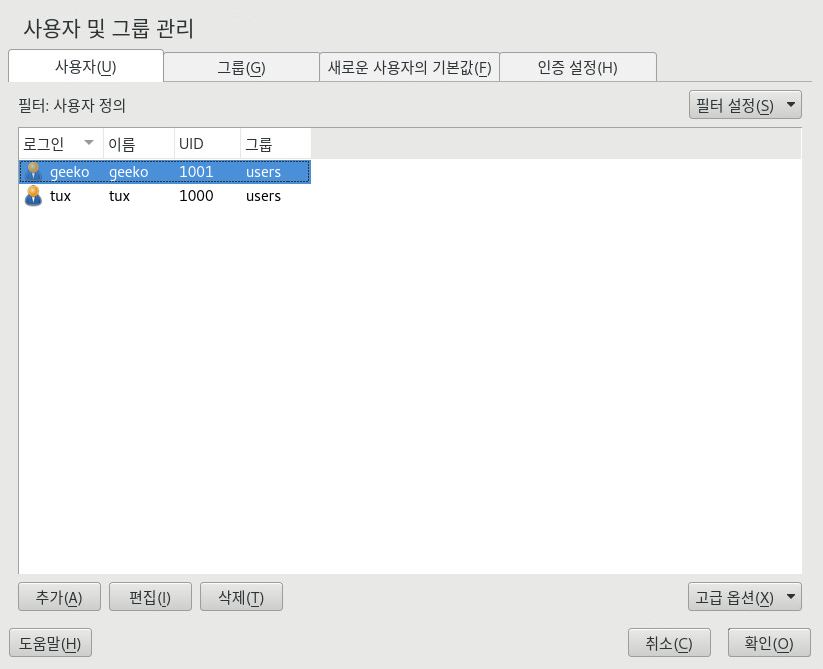 사용자 및 그룹 관리
사용자(U) 그룹(G) 새로운 사용자의 기본값(F) 인증 설정(H)
필터: 사용자 정의 필터 설정(S)
로그인 이름 UID 그룹
geeko geeko 1001 users
tux tux 1000 users
추가(A) 편집(I) 삭제(T) 고급 옵션(X)
도움말(H) 취소(C) 확인(O)